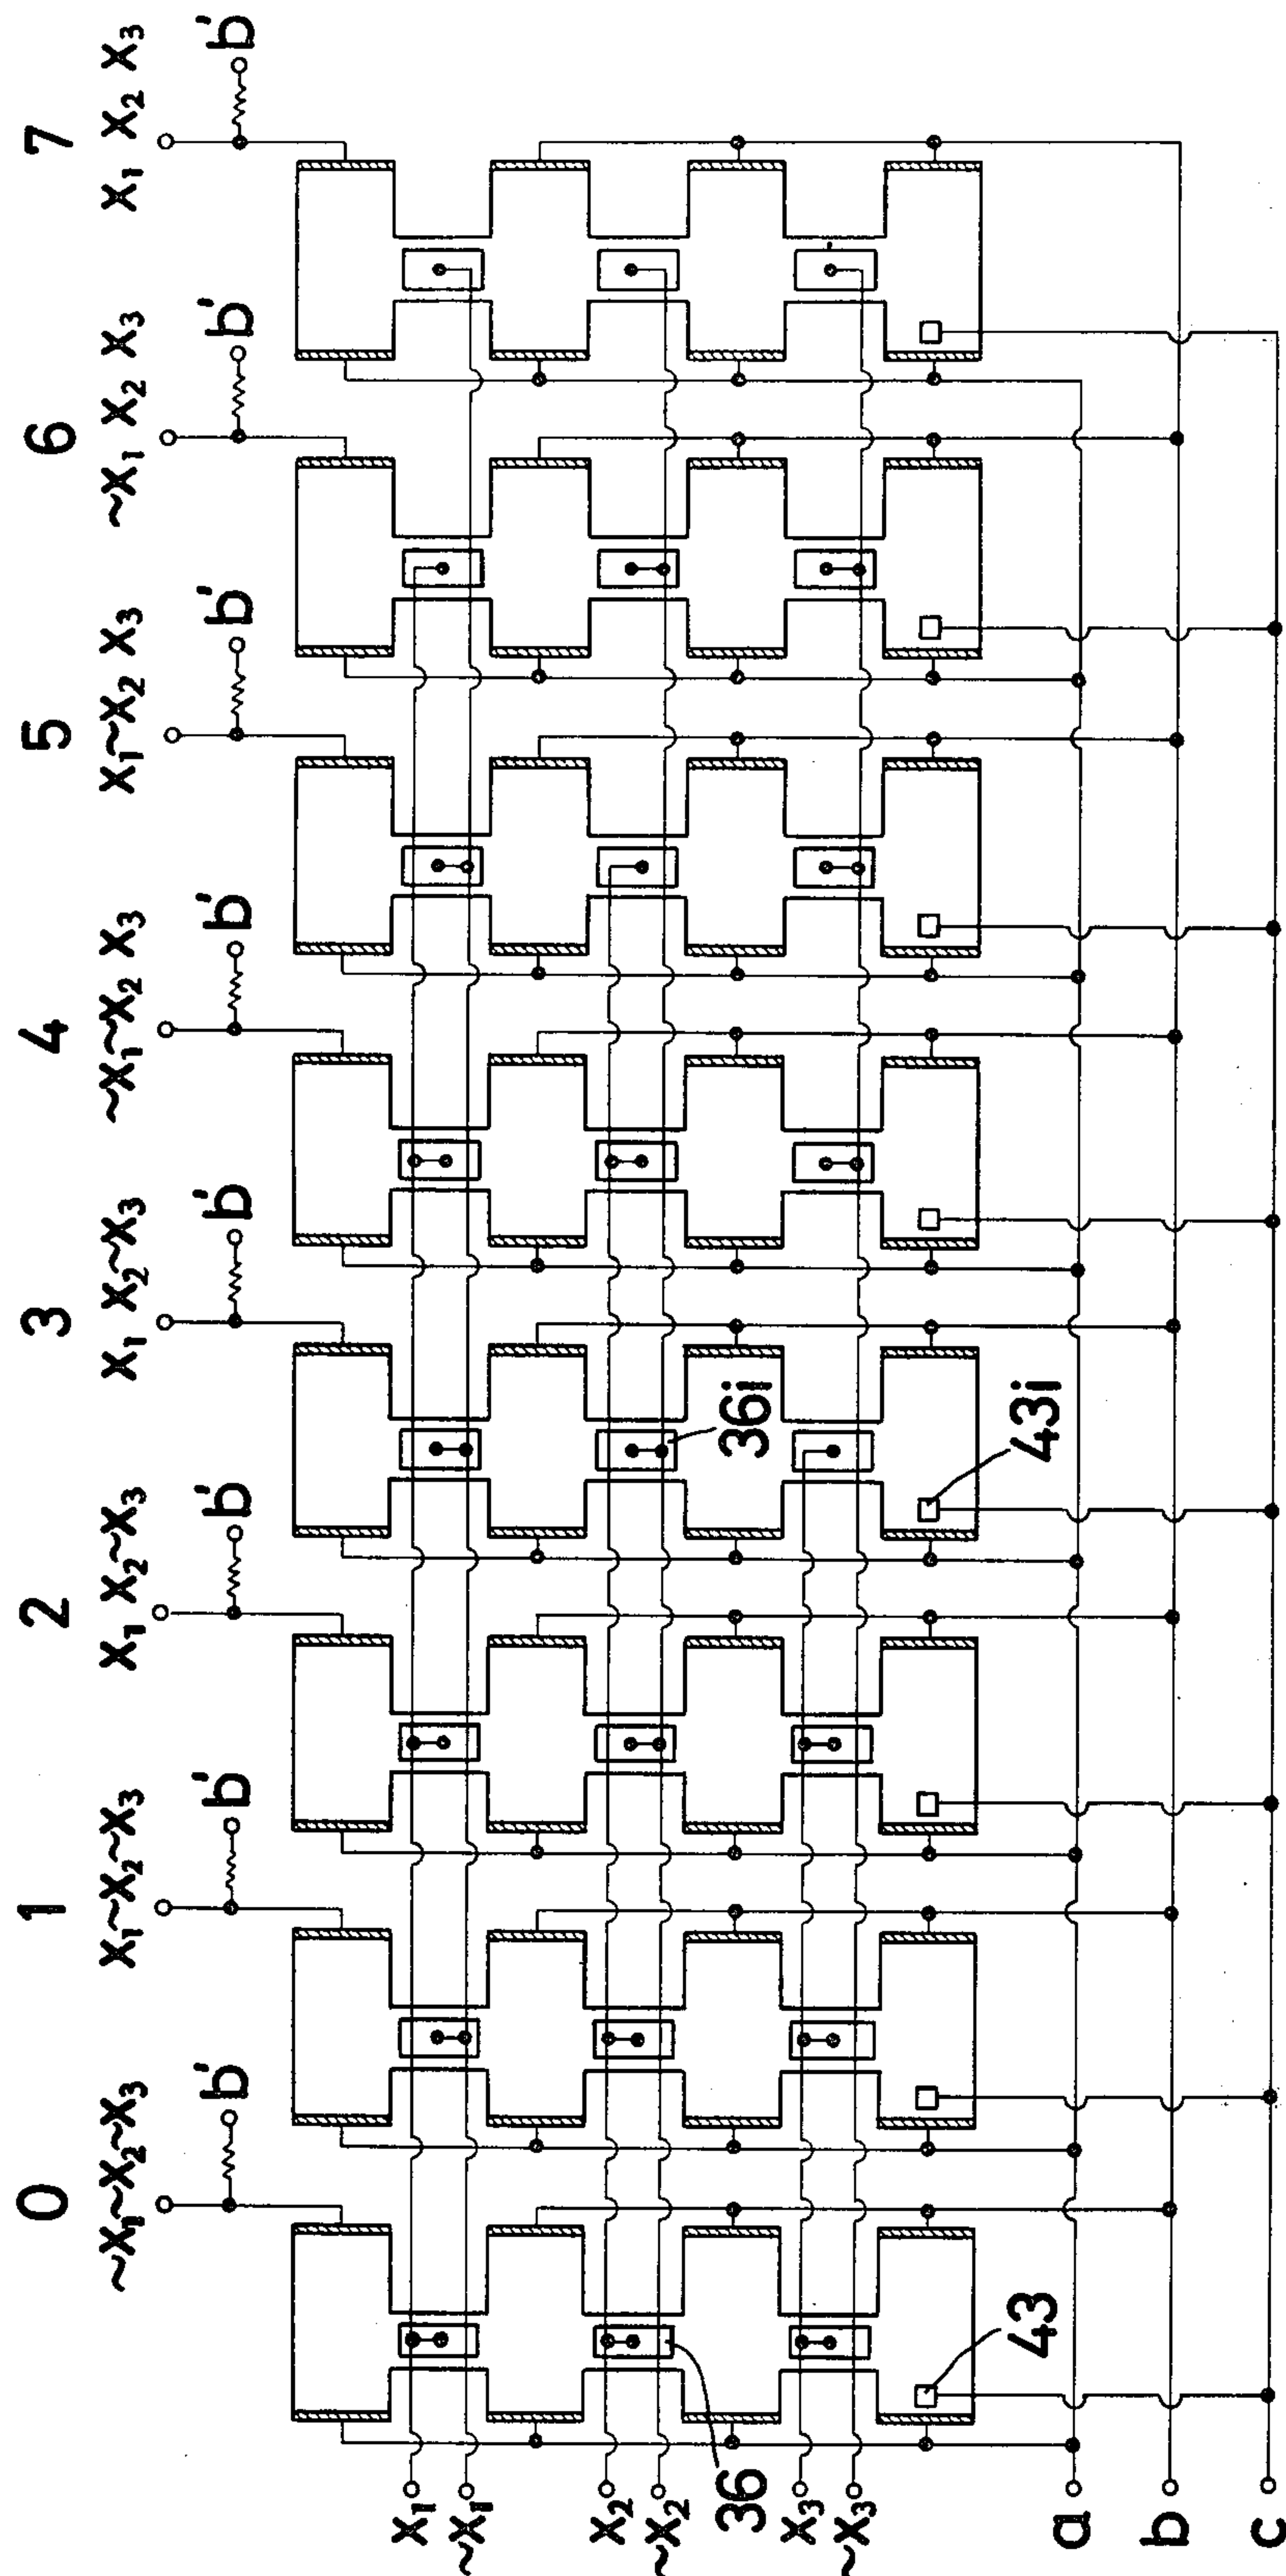 0 1 2 3 4 5 6 7
~X₁~X₂~X₃ X₁~X₂~X₃ X₁ X₂~X₃ X₁ X₂~X₃ ~X₁~X₂ X₃ X₁~X₂ X₃ ~X₁ X₂ X₃ X₁ X₂ X₃
b' b' b' b' b' b' b' b'
X₁
~X₁
X₂
~X₂
36
36i
X₃
~X₃
43
43i
a
b
c